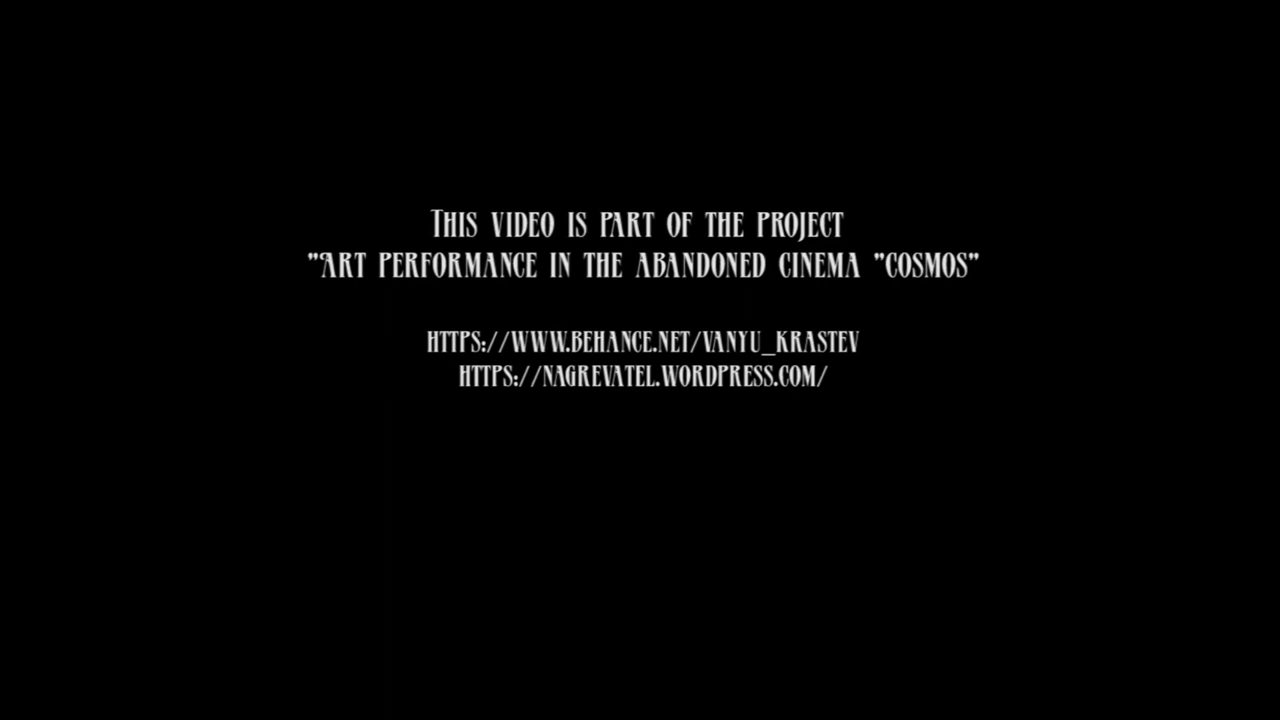 This video is part of the project
"Art performance in the abandoned cinema "cosmos"
https://www.behance.net/vanyu_krastev
https://nagrevatel.wordpress.com/